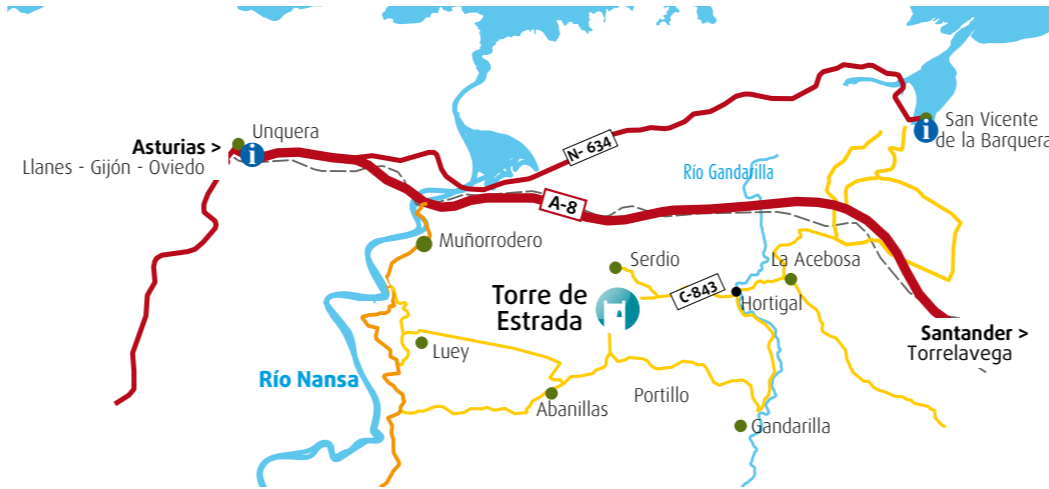 San Vicente
de la Barquera
Unquera
Asturias >
Llanes - Gijón - Oviedo
i
i
N- 634
Río Gandarilla
A-8
Muñorrodero
Serdio
La Acebosa
Torre de
Estrada
C-843
Hortigal
Santander >
Torrelavega
Luey
Río Nansa
Portillo
Abanillas
Gandarilla